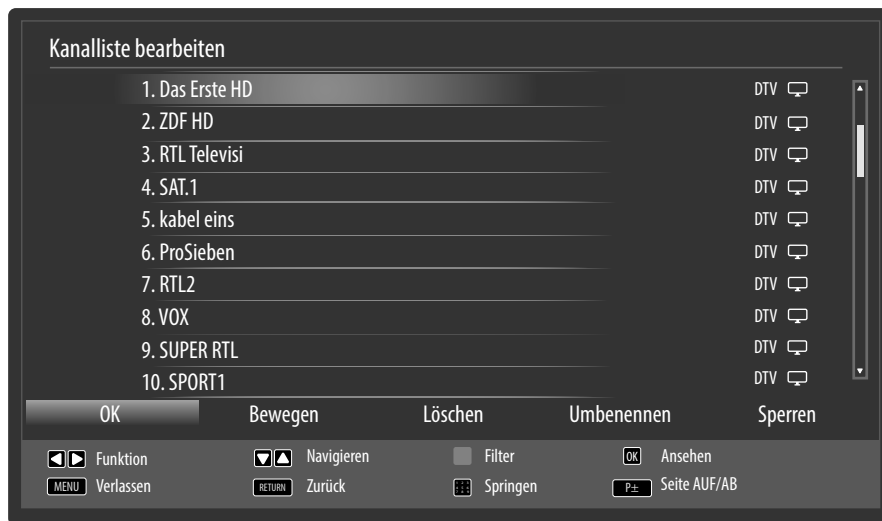 Kanalliste bearbeiten
1. Das Erste HD DTV
2. ZDF HD DTV
3. RTL Televisi DTV
4. SAT.1 DTV
5. kabel eins DTV
6. ProSieben DTV
7. RTL2 DTV
8. VOX DTV
9. SUPER RTL DTV
10. SPORT1 DTV
OK Bewegen Löschen Umbenennen Sperren
Funktion Navigieren Filter OK Ansehen
MENU Verlassen RETURN Zurück Springen P± Seite AUF/AB